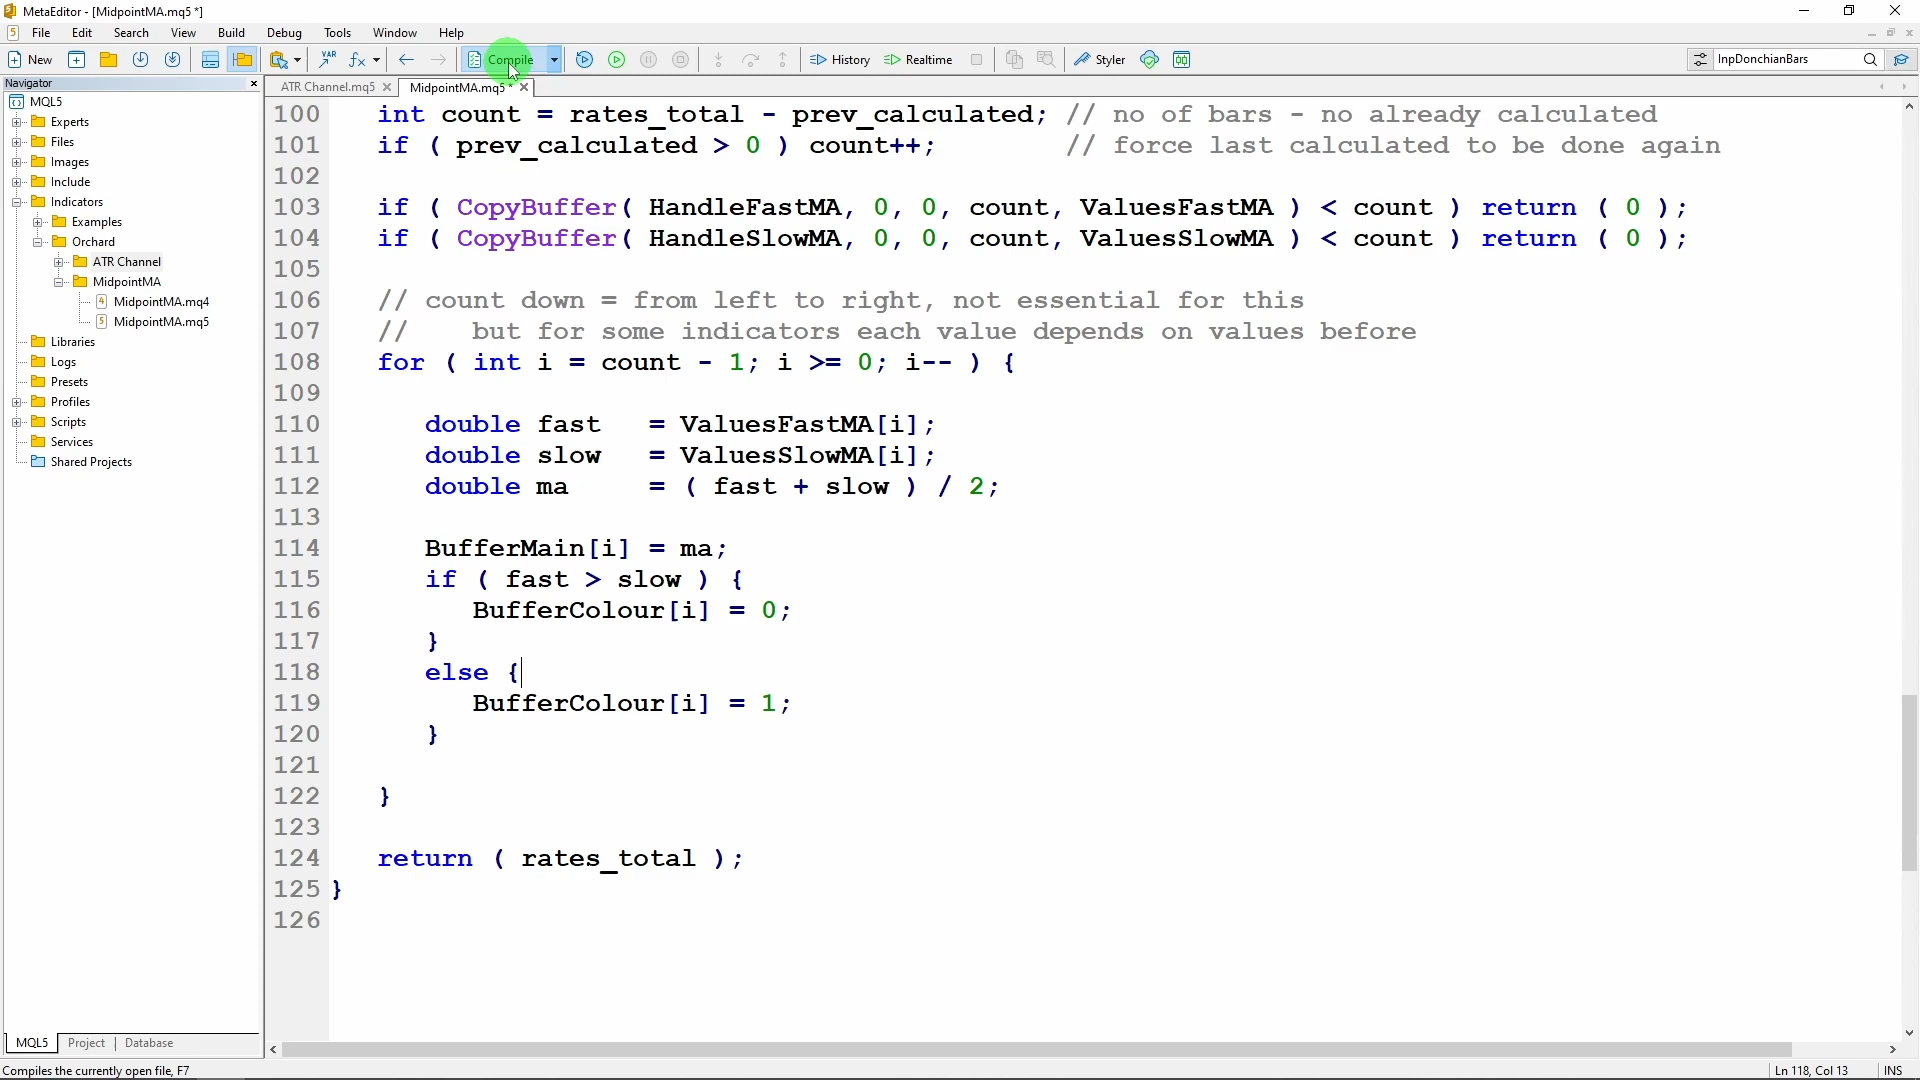 MetaEditor - [MidpointMA.mq5 *]
File Edit Search View Build Debug Tools Window Help
New VAR fx Compile History Realtime Styler InpDonchianBars
Navigator
ATR Channel.mq5 MidpointMA.mq5 *
MQL5
Experts
Files
Images
Include
Indicators
Examples
Orchard
ATR Channel
MidpointMA
MidpointMA.mq4
MidpointMA.mq5
Libraries
Logs
Presets
Profiles
Scripts
Services
Shared Projects
100 int count = rates_total - prev_calculated; // no of bars - no already calculated
101 if ( prev_calculated > 0 ) count++; // force last calculated to be done again
102
103 if ( CopyBuffer( HandleFastMA, 0, 0, count, ValuesFastMA ) < count ) return ( 0 );
104 if ( CopyBuffer( HandleSlowMA, 0, 0, count, ValuesSlowMA ) < count ) return ( 0 );
105
106 // count down = from left to right, not essential for this
107 // but for some indicators each value depends on values before
108 for ( int i = count - 1; i >= 0; i-- ) {
109
110 double fast = ValuesFastMA[i];
111 double slow = ValuesSlowMA[i];
112 double ma = ( fast + slow ) / 2;
113
114 BufferMain[i] = ma;
115 if ( fast > slow ) {
116 BufferColour[i] = 0;
117 }
118 else {
119 BufferColour[i] = 1;
120 }
121
122 }
123
124 return ( rates_total );
125 }
126
MQL5 Project Database
Compiles the currently open file, F7 Ln 118, Col 13 INS